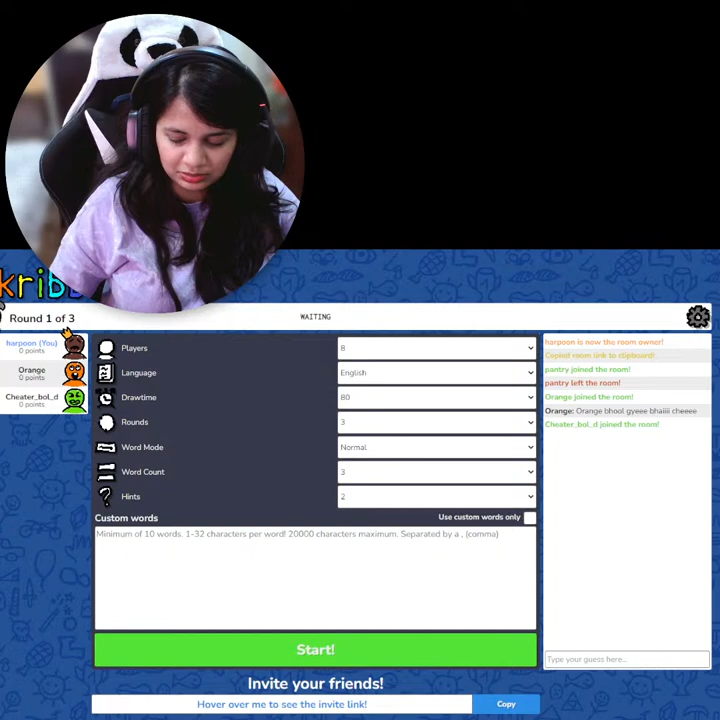 Round 1 of 3
WAITING
harpoon (You)
0 points
Orange
0 points
Cheater_bol_d
0 points
Players
8
Language
English
Drawtime
80
Rounds
3
Word Mode
Normal
Word Count
3
Hints
2
Custom words
Use custom words only
Minimum of 10 words. 1-32 characters per word! 20000 characters maximum. Separated by a , (comma)
Start!
Invite your friends!
Hover over me to see the invite link!
Copy
harpoon is now the room owner!
Copied room link to clipboard!
pantry joined the room!
pantry left the room!
Orange joined the room!
Orange: Orange bhool gyeee bhaiiii cheeee
Cheater_bol_d joined the room!
Type your guess here...